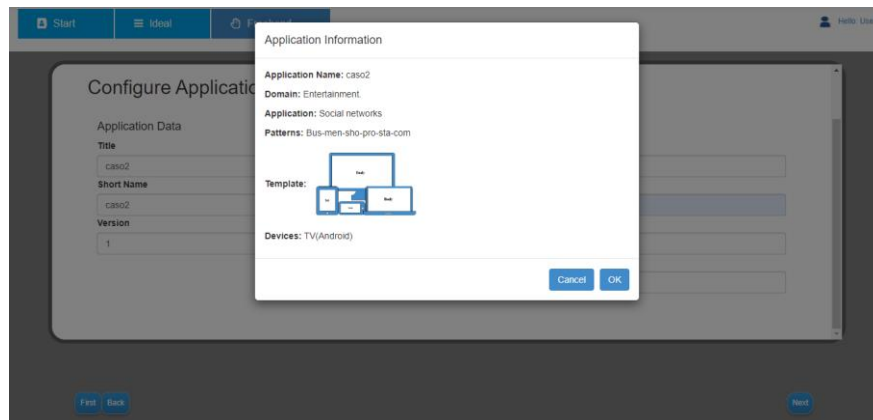 Start
Ideal
Hello
Application Information
Configure Applicatio
Application Name: caso2
Domain: Entertainment.
Application: Social networks
Patterns: Bus-men-sho-pro-sta-com
Template:
Devices: TV(Android)
Application Data
Title
caso2
Short Name
caso2
Version
1
Cancel
OK
First
Back
Next